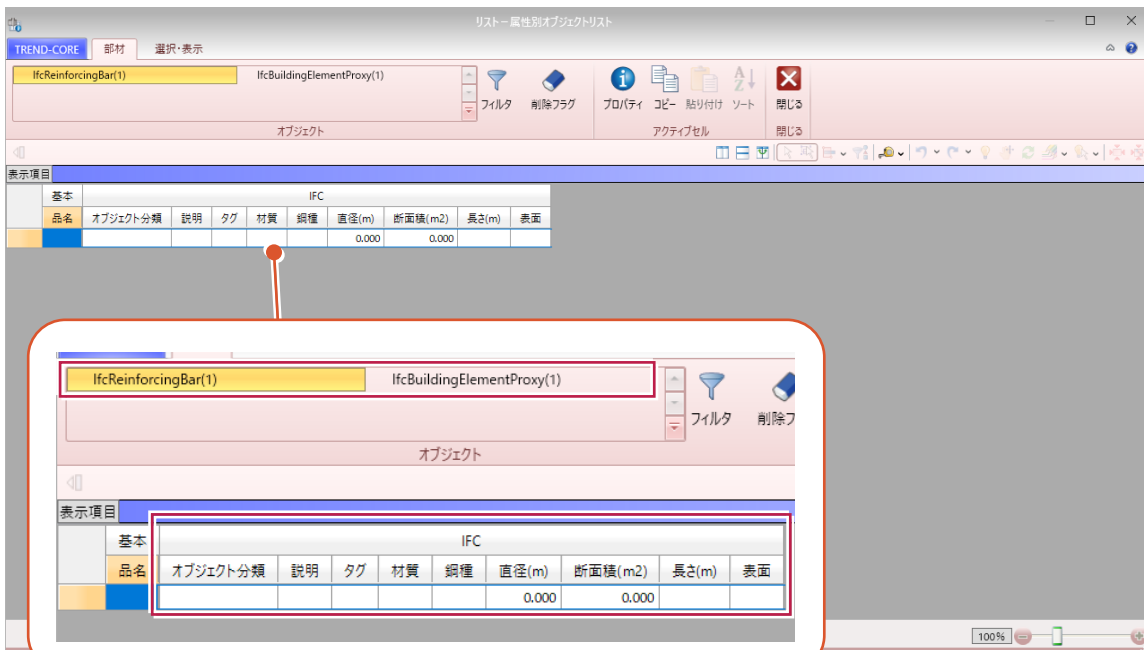 リスト－属性別オブジェクトリスト
TREND-CORE 部材 選択・表示
IfcReinforcingBar(1) IfcBuildingElementProxy(1)
フィルタ 削除フラグ プロパティ コピー 貼り付け ソート 閉じる
オブジェクト アクティブセル 閉じる
表示項目
基本 IFC
品名 オブジェクト分類 説明 タグ 材質 鋼種 直径(m) 断面積(m2) 長さ(m) 表面
0.000 0.000
IfcReinforcingBar(1) IfcBuildingElementProxy(1)
フィルタ 削除フ
オブジェクト
表示項目
基本 IFC
品名 オブジェクト分類 説明 タグ 材質 鋼種 直径(m) 断面積(m2) 長さ(m) 表面
0.000 0.000
100%